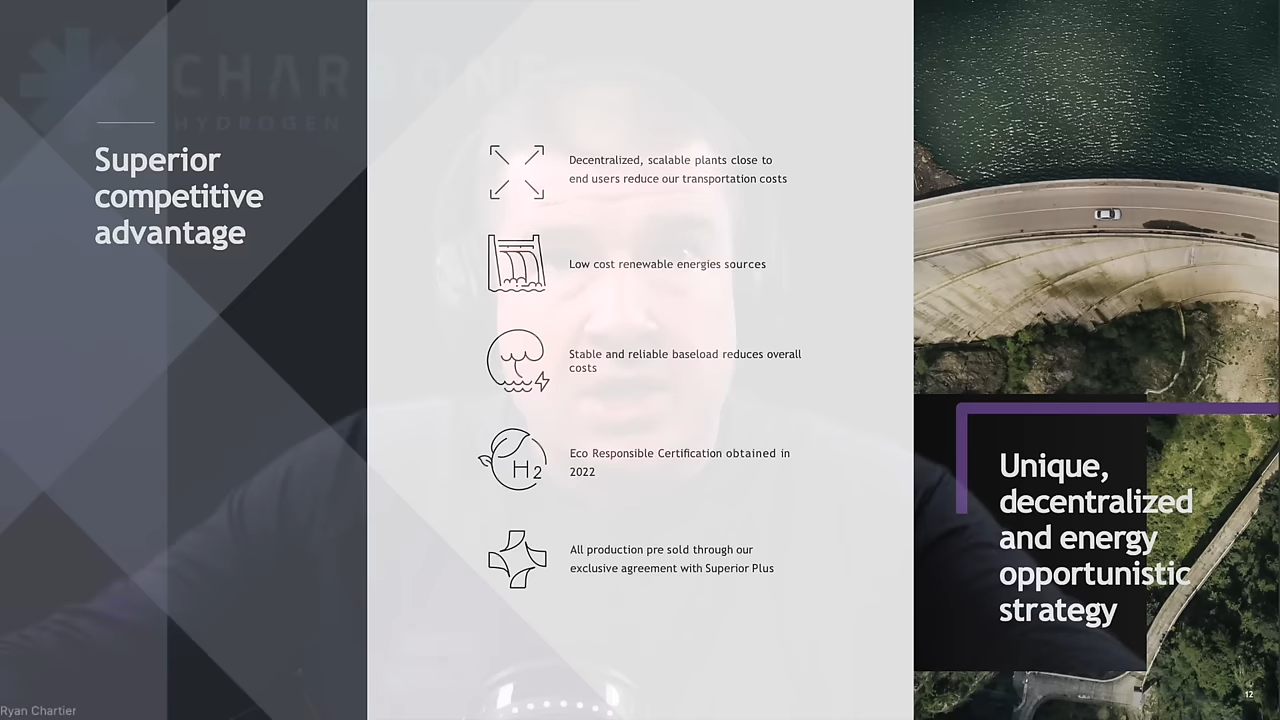 CHARBONE
HYDROGEN
Superior
competitive
advantage
Decentralized, scalable plants close to
end users reduce our transportation costs
Low cost renewable energies sources
Stable and reliable baseload reduces overall
costs
Eco Responsible Certification obtained in
2022
H2
All production pre sold through our
exclusive agreement with Superior Plus
Unique,
decentralized
and energy
opportunistic
strategy
12
Ryan Chartier